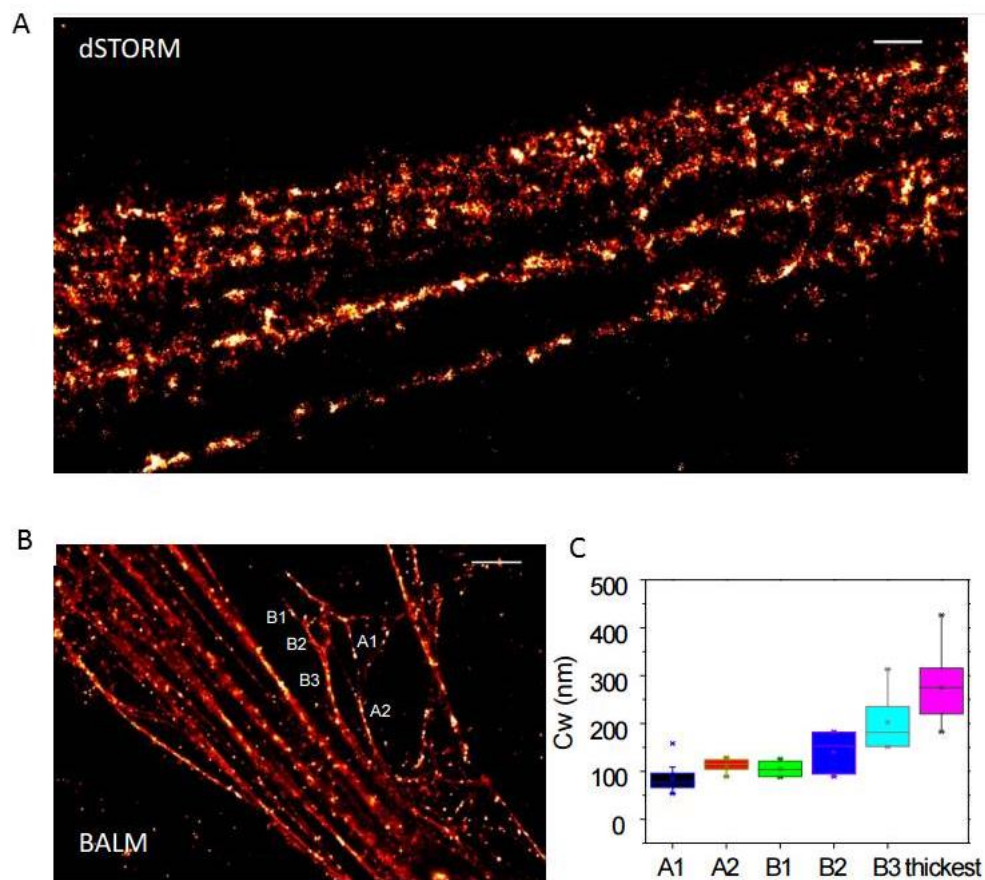 A
dSTORM
B
B1
A1
B2
B3
A2
BALM
C
500
400
300
200
100
0
Cw (nm)
A1 A2 B1 B2 B3 thickest